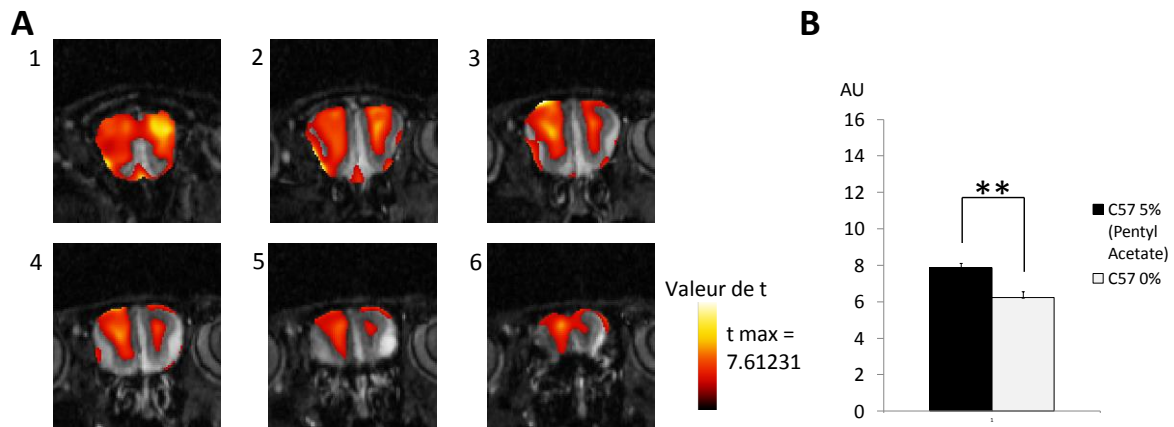 A
1
2
3
4
5
6
Valeur de t
t max =
7.61231
B
AU
16
14
12
10
8
6
4
2
0
**
1
C57 5%
(Pentyl
Acetate)
C57 0%